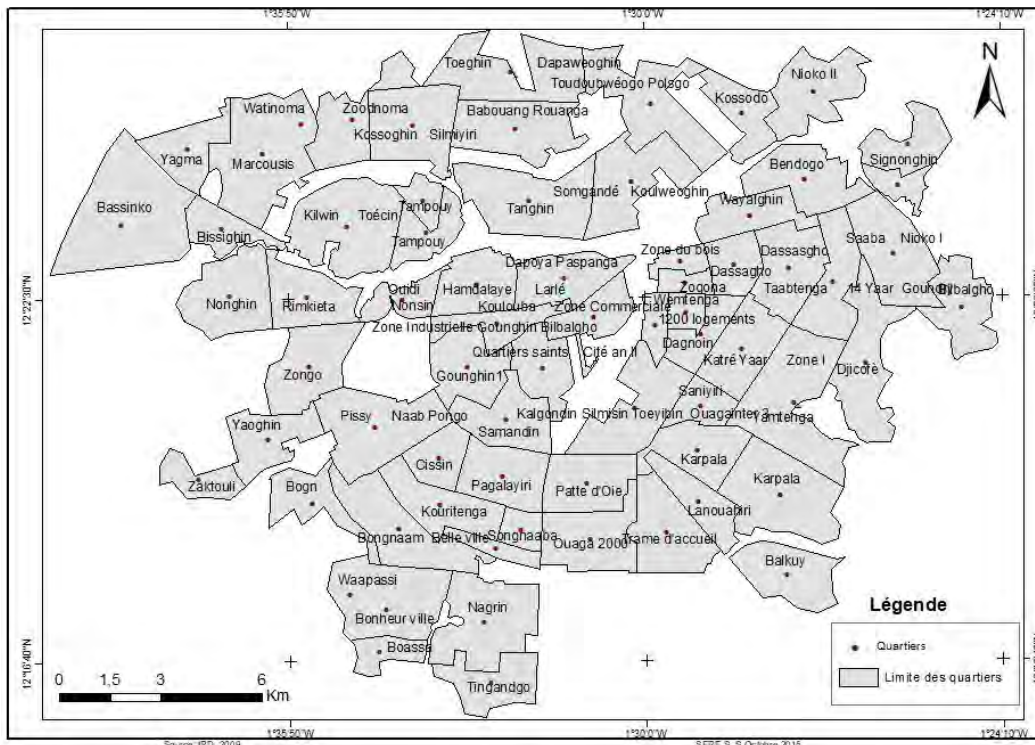 1°35'50"W 1°30'0"W 1°24'10"W
N
Toeghin
Dapaweoghin
Toudoubwéogo Polsgo
Nioko II
Watinoma
Zoodnoma
Babouang Rouanga
Kossodo
Kossoghin
Silmiyiri
Yagma
Marcousis
Signonghin
Bendogo
Somgandé
Koulweoghin
Bassinko
Kilwin
Toécin
Tampouy
Tanghin
Wayalghin
Bissighin
Tampouy
Saaba
Nioko I
Zone du bois
Dassasgho
Dapoya Paspanga
Dassagho
Hamdalaye
Larlé
Zogona
Taabtenga
14 Yaar
Bilbalgho
Nonghin
Rimkieta
Ouidi
Nonsin
Koulouba
Zone Commerciale
Wemtenga
1200 logements
Zone Industrielle Gounghin Bilbalgho
Dagnoin
Quartiers saints
Cité an II
Katré Yaar
Zone I
Djicofè
Zongo
Gounghin1
Saniyiri
Pissy
Naab Pongo
Kalgondin Silmisin Toeyibin
Ouagainter 3
Yamtenga
Yaoghin
Samandin
Cissin
Karpala
Zaktouli
Bogn
Pagalayiri
Patte d'Oie
Karpala
Kouritenga
Lanouabiri
Bongnaam
Belle ville
Songhaaba
Ouaga 2000
Trame d'accueil
Balkuy
Waapassi
Bonheur ville
Nagrin
Boassa
Tingandgo
12°22'30"N
12°16'40"N
Légende
Quartiers
Limite des quartiers
0 1,5 3 6
Km
1°35'50"W 1°30'0"W 1°24'10"W